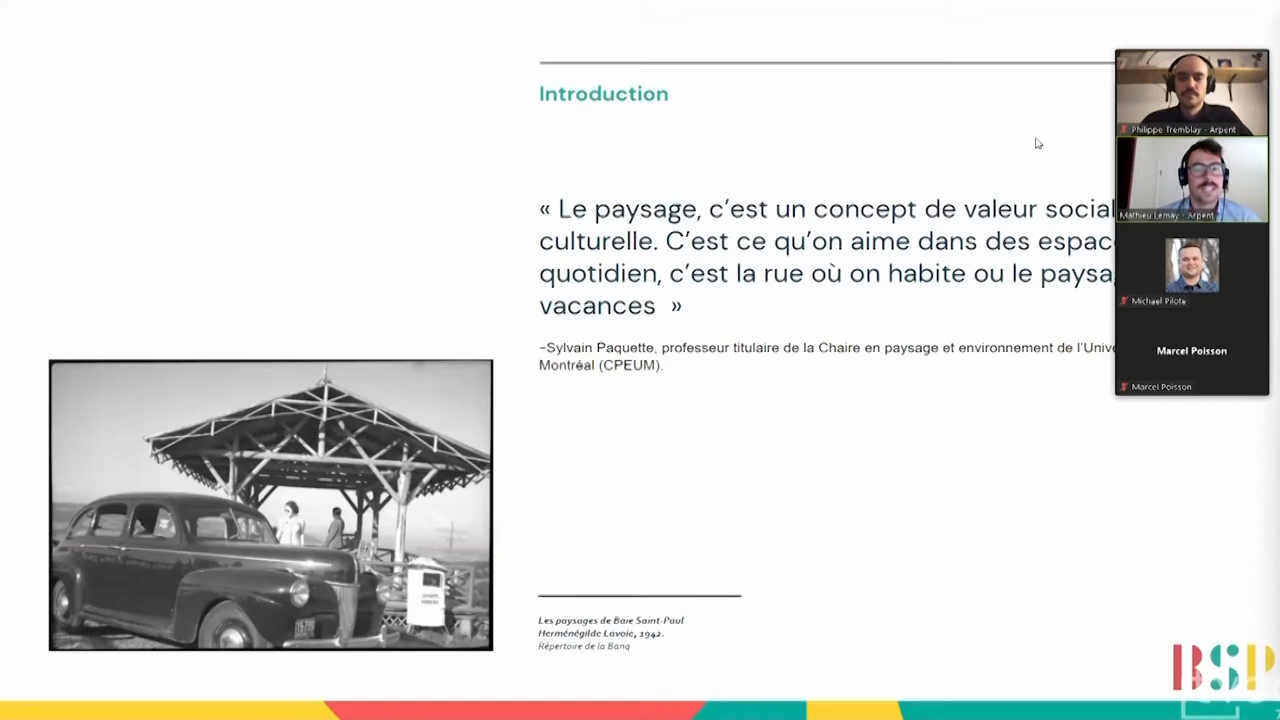 Introduction
« Le paysage, c’est un concept de valeur social
culturelle. C’est ce qu’on aime dans des espac
quotidien, c’est la rue où on habite ou le paysa
vacances »
–Sylvain Paquette, professeur titulaire de la Chaire en paysage et environnement de l’Unive
Montréal (CPEUM).
Les paysages de Baie Saint-Paul
Herménégilde Lavoie, 1942.
Répertoire de la Banq
Philippe Tremblay - Arpent
Mathieu Lemay - Arpent
Michael Pilote
Marcel Poisson
Marcel Poisson
BSP